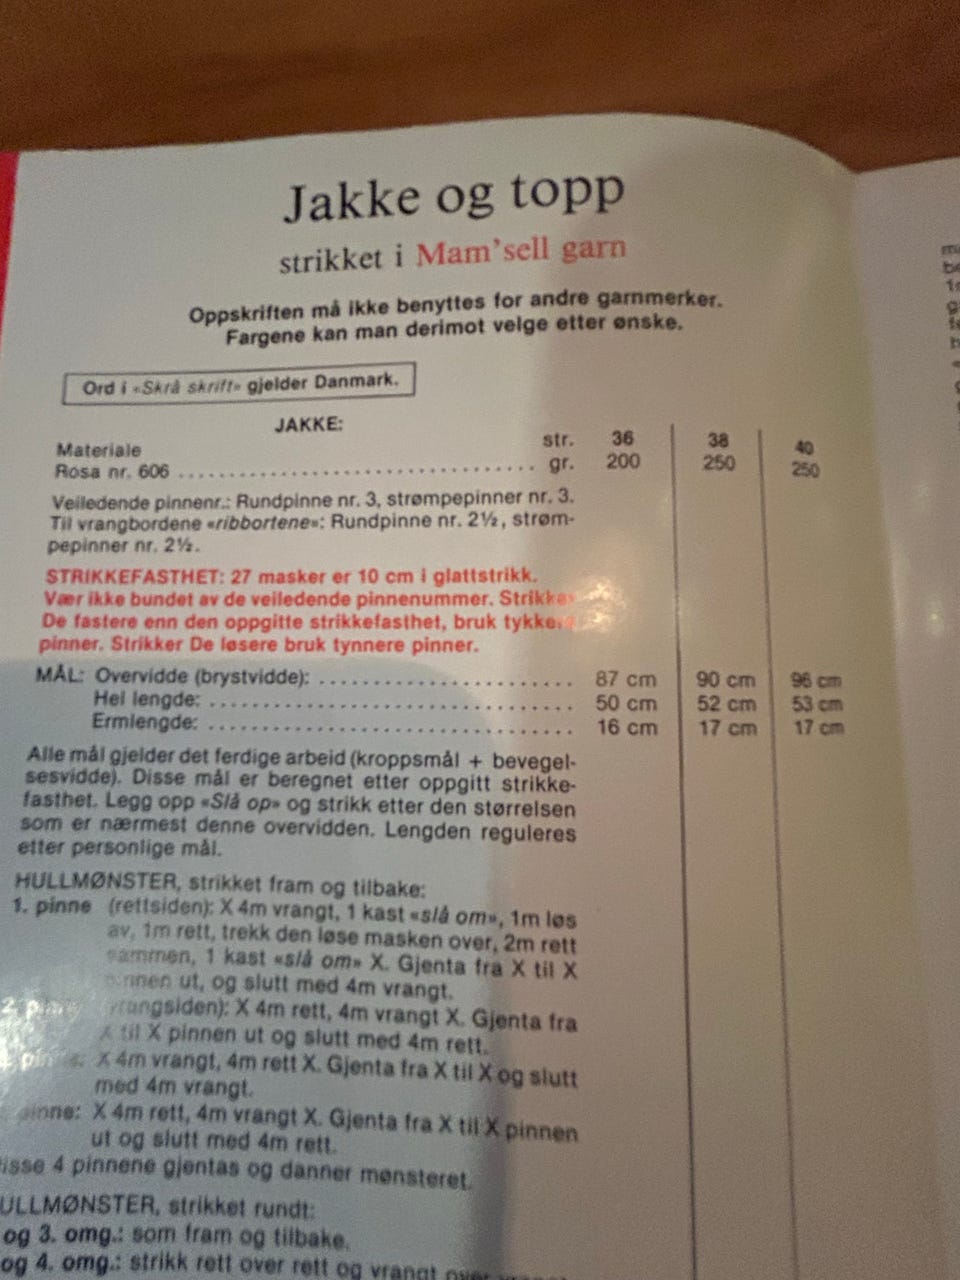 Jakke og topp
strikket i Mam'sell garn
Oppskriften må ikke benyttes for andre garnmerker.
Fargene kan man derimot velge etter ønske.
Ord i «Skrå skrift» gjelder Danmark.
JAKKE:
Materiale str. 36 38 40
Rosa nr. 606 gr. 200 250 250
Veiledende pinnenr.: Rundpinne nr. 3, strømpepinner nr. 3.
Til vrangbordene «ribbortene»: Rundpinne nr. 2½, strøm-
pepinner nr. 2½.
STRIKKEFASTHET: 27 masker er 10 cm i glattstrikk.
Vær ikke bundet av de veiledende pinnenummer. Strikker
De fastere enn den oppgitte strikkefasthet, bruk tykkere
pinner. Strikker De løsere bruk tynnere pinner.
MÅL: Overvidde (brystvidde): 87 cm 90 cm 96 cm
Hel lengde: 50 cm 52 cm 53 cm
Ermlengde: 16 cm 17 cm 17 cm
Alle mål gjelder det ferdige arbeid (kroppsmål + bevegel-
sesvidde). Disse mål er beregnet etter oppgitt strikke-
fasthet. Legg opp «Slå op» og strikk etter den størrelsen
som er nærmest denne overvidden. Lengden reguleres
etter personlige mål.
HULLMØNSTER, strikket fram og tilbake:
1. pinne (rettsiden): X 4m vrangt, 1 kast «slå om», 1m løs
av, 1m rett, trekk den løse masken over, 2m rett
sammen, 1 kast «slå om» X. Gjenta fra X til X
pinnen ut, og slutt med 4m vrangt.
2. pinne (vrangsiden): X 4m rett, 4m vrangt X. Gjenta fra
X til X pinnen ut og slutt med 4m rett.
X 4m vrangt, 4m rett X. Gjenta fra X til X og slutt
med 4m vrangt.
pinne: X 4m rett, 4m vrangt X. Gjenta fra X til X pinnen
ut og slutt med 4m rett.
isse 4 pinnene gjentas og danner mønsteret.
ULLMØNSTER, strikket rundt:
og 3. omg.: som fram og tilbake.
og 4. omg.: strikk rett over rett og vrangt over